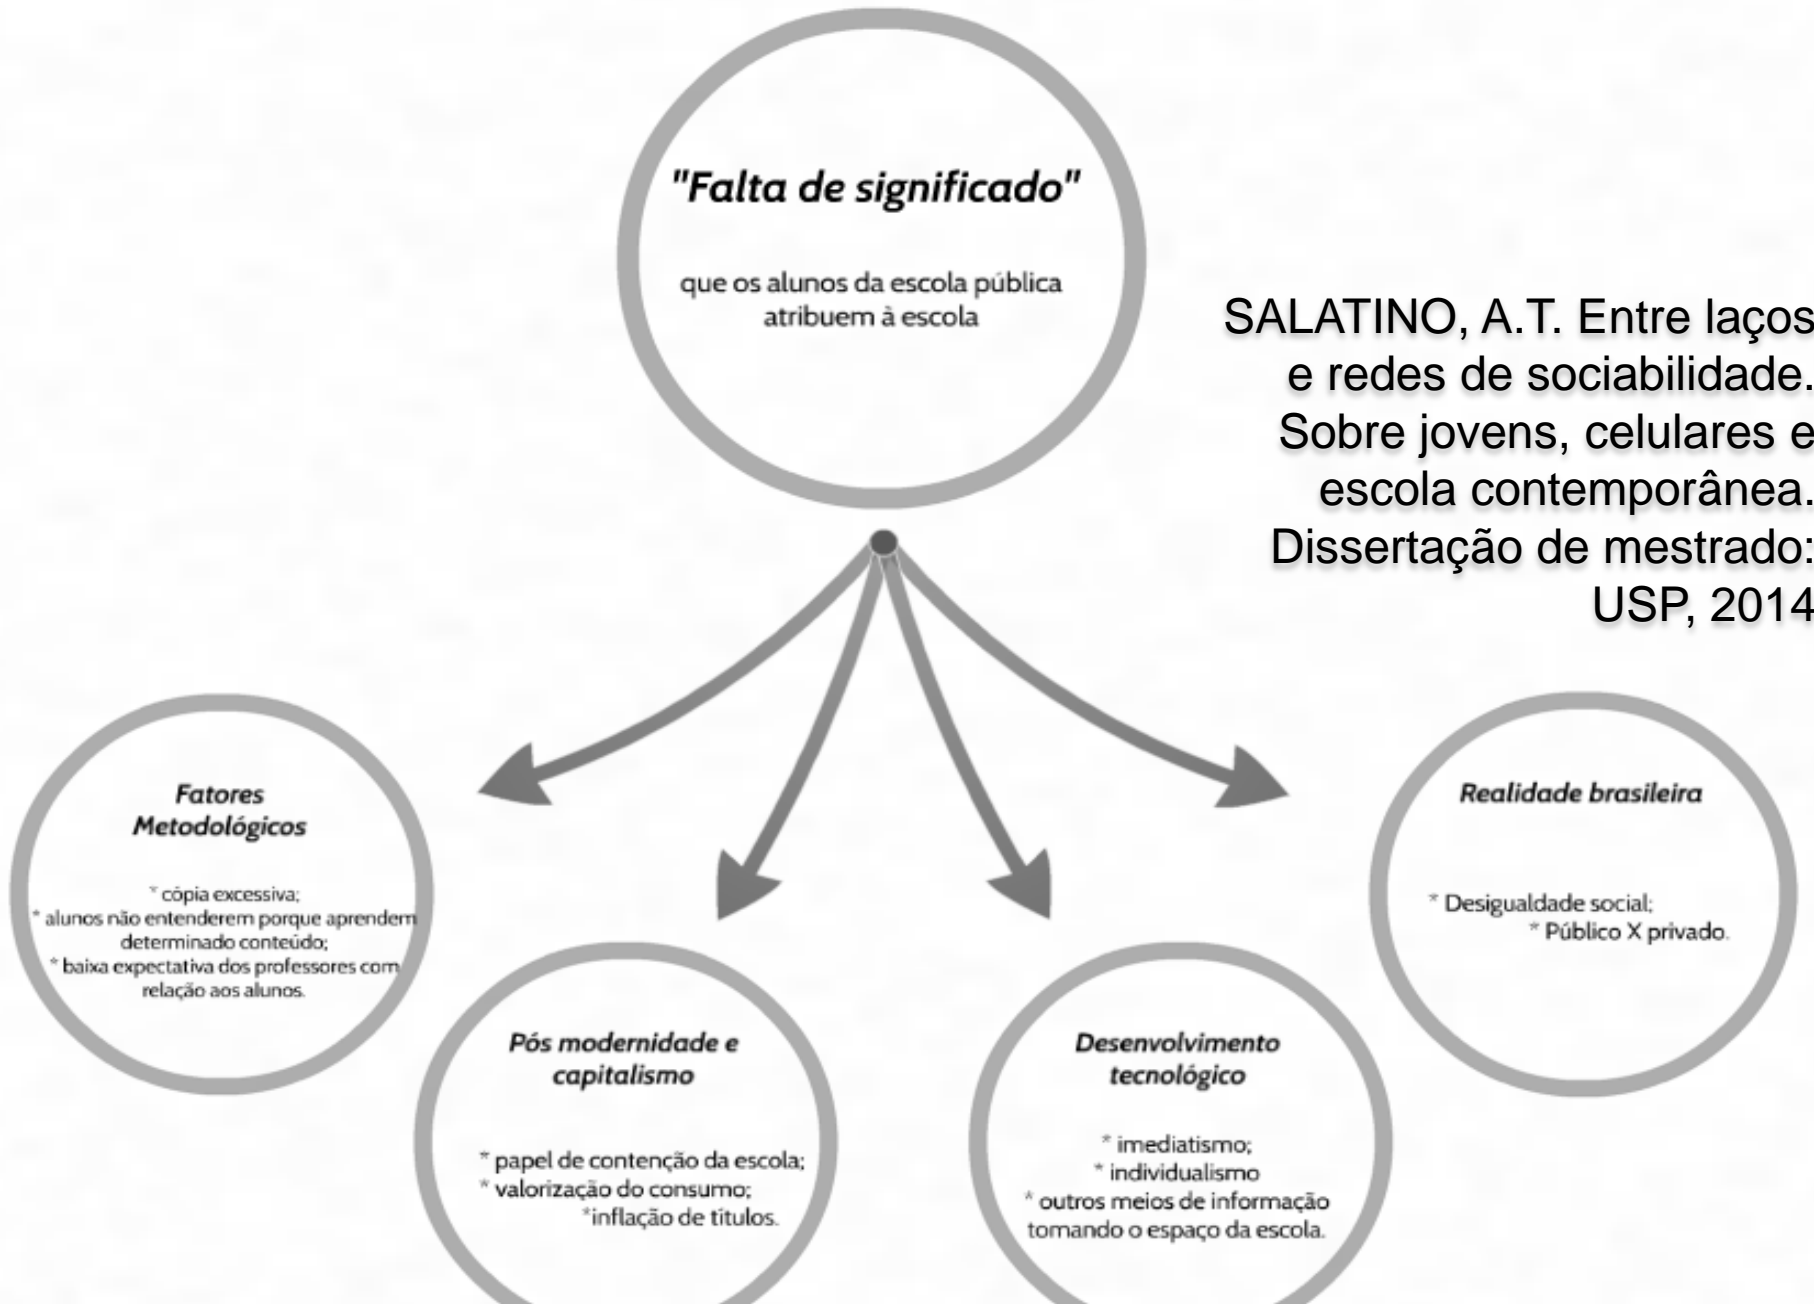 "Falta de significado"
que os alunos da escola pública
atribuem à escola
SALATINO, A.T. Entre laços
e redes de sociabilidade.
Sobre jovens, celulares e
escola contemporânea.
Dissertação de mestrado:
USP, 2014
Fatores
Metodológicos
* cópia excessiva;
* alunos não entenderem porque aprendem
determinado conteúdo;
* baixa expectativa dos professores com
relação aos alunos.
Pós modernidade e
capitalismo
* papel de contenção da escola;
* valorização do consumo;
*inflação de títulos.
Desenvolvimento
tecnológico
* imediatismo;
* individualismo
* outros meios de informação
tomando o espaço da escola.
Realidade brasileira
* Desigualdade social;
* Público X privado.